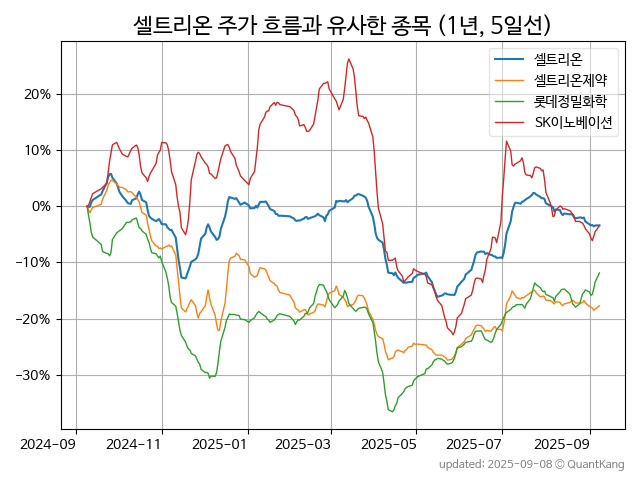 셀트리온 주가 흐름과 유사한 종목 (1년, 5일선)
셀트리온
셀트리온제약
롯데정밀화학
SK이노베이션
20%
10%
0%
−10%
−20%
−30%
2024-09 2024-11 2025-01 2025-03 2025-05 2025-07 2025-09
updated: 2025-09-08 © QuantKang